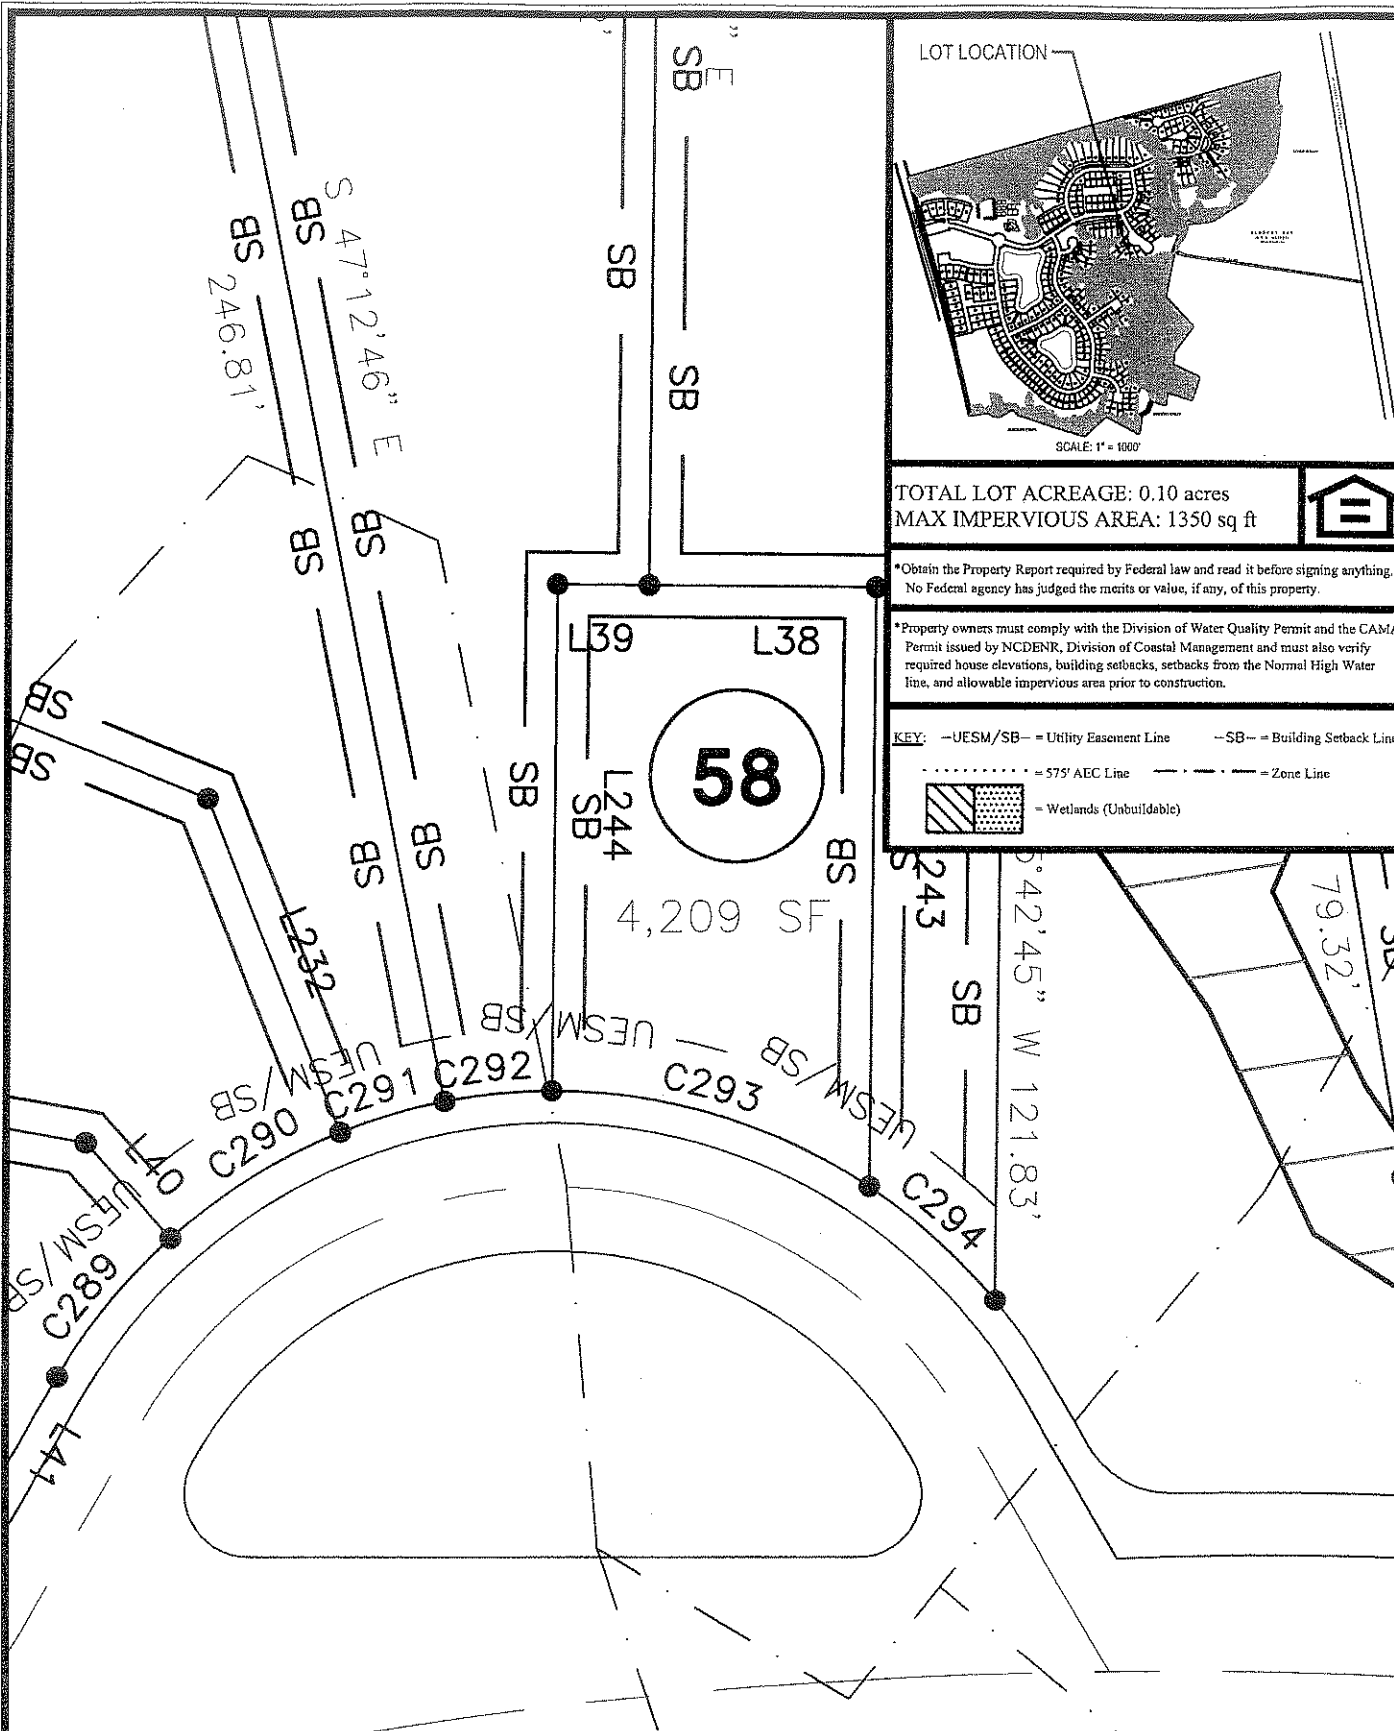 LOT LOCATION
SCALE: 1" = 1000'
TOTAL LOT ACREAGE: 0.10 acres
MAX IMPERVIOUS AREA: 1350 sq ft
*Obtain the Property Report required by Federal law and read it before signing anything.
No Federal agency has judged the merits or value, if any, of this property.
*Property owners must comply with the Division of Water Quality Permit and the CAMA
Permit issued by NCDENR, Division of Coastal Management and must also verify
required house elevations, building setbacks, setbacks from the Normal High Water
line, and allowable impervious area prior to construction.
KEY: —UESM/SB— = Utility Easement Line
—SB— = Building Setback Line
= 575' AEC Line
= Zone Line
= Wetlands (Unbuildable)
" E
SB
SB
SB
S 47°12'46" E
246.81'
SB
SB
SB
SB
SB
SB
SB
SB
L39
L38
58
SB
L244
SB
SB
4,209 SF
L243
SB
5°42'45" W 121.83'
79.32'
L232
UESM/SB
UESM/SB
UESM/SB
UESM/SB
C289
C290
C291
C292
C293
C294
L40
L41